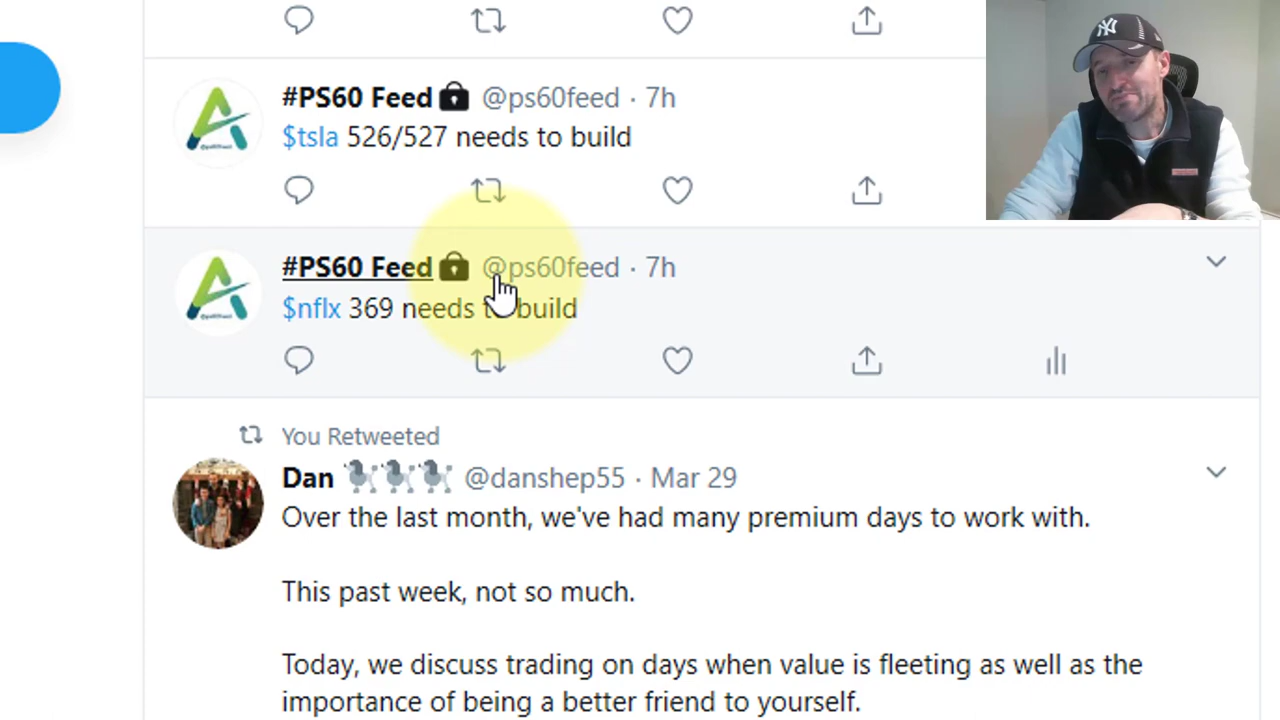 #PS60 Feed @ps60feed · 7h
$tsla 526/527 needs to build
#PS60 Feed @ps60feed · 7h
$nflx 369 needs to build
You Retweeted
Dan @danshep55 · Mar 29
Over the last month, we've had many premium days to work with.
This past week, not so much.
Today, we discuss trading on days when value is fleeting as well as the
importance of being a better friend to yourself.